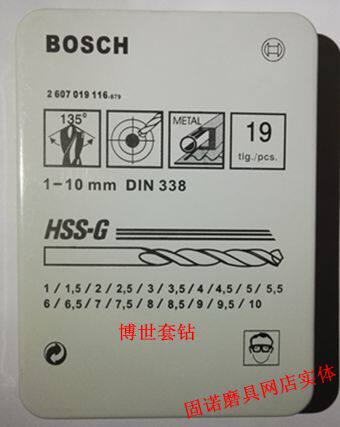 BOSCH
2 607 019 116.679
135°
METAL
19
tig./pcs.
1-10 mm DIN 338
HSS-G
1 / 1,5 / 2 / 2,5 / 3 / 3,5 / 4 / 4,5 / 5 / 5,5
6 / 6,5 / 7 / 7,5 / 8 / 8,5 / 9 / 9,5 / 10
博世套钻
固诺磨具网店实体